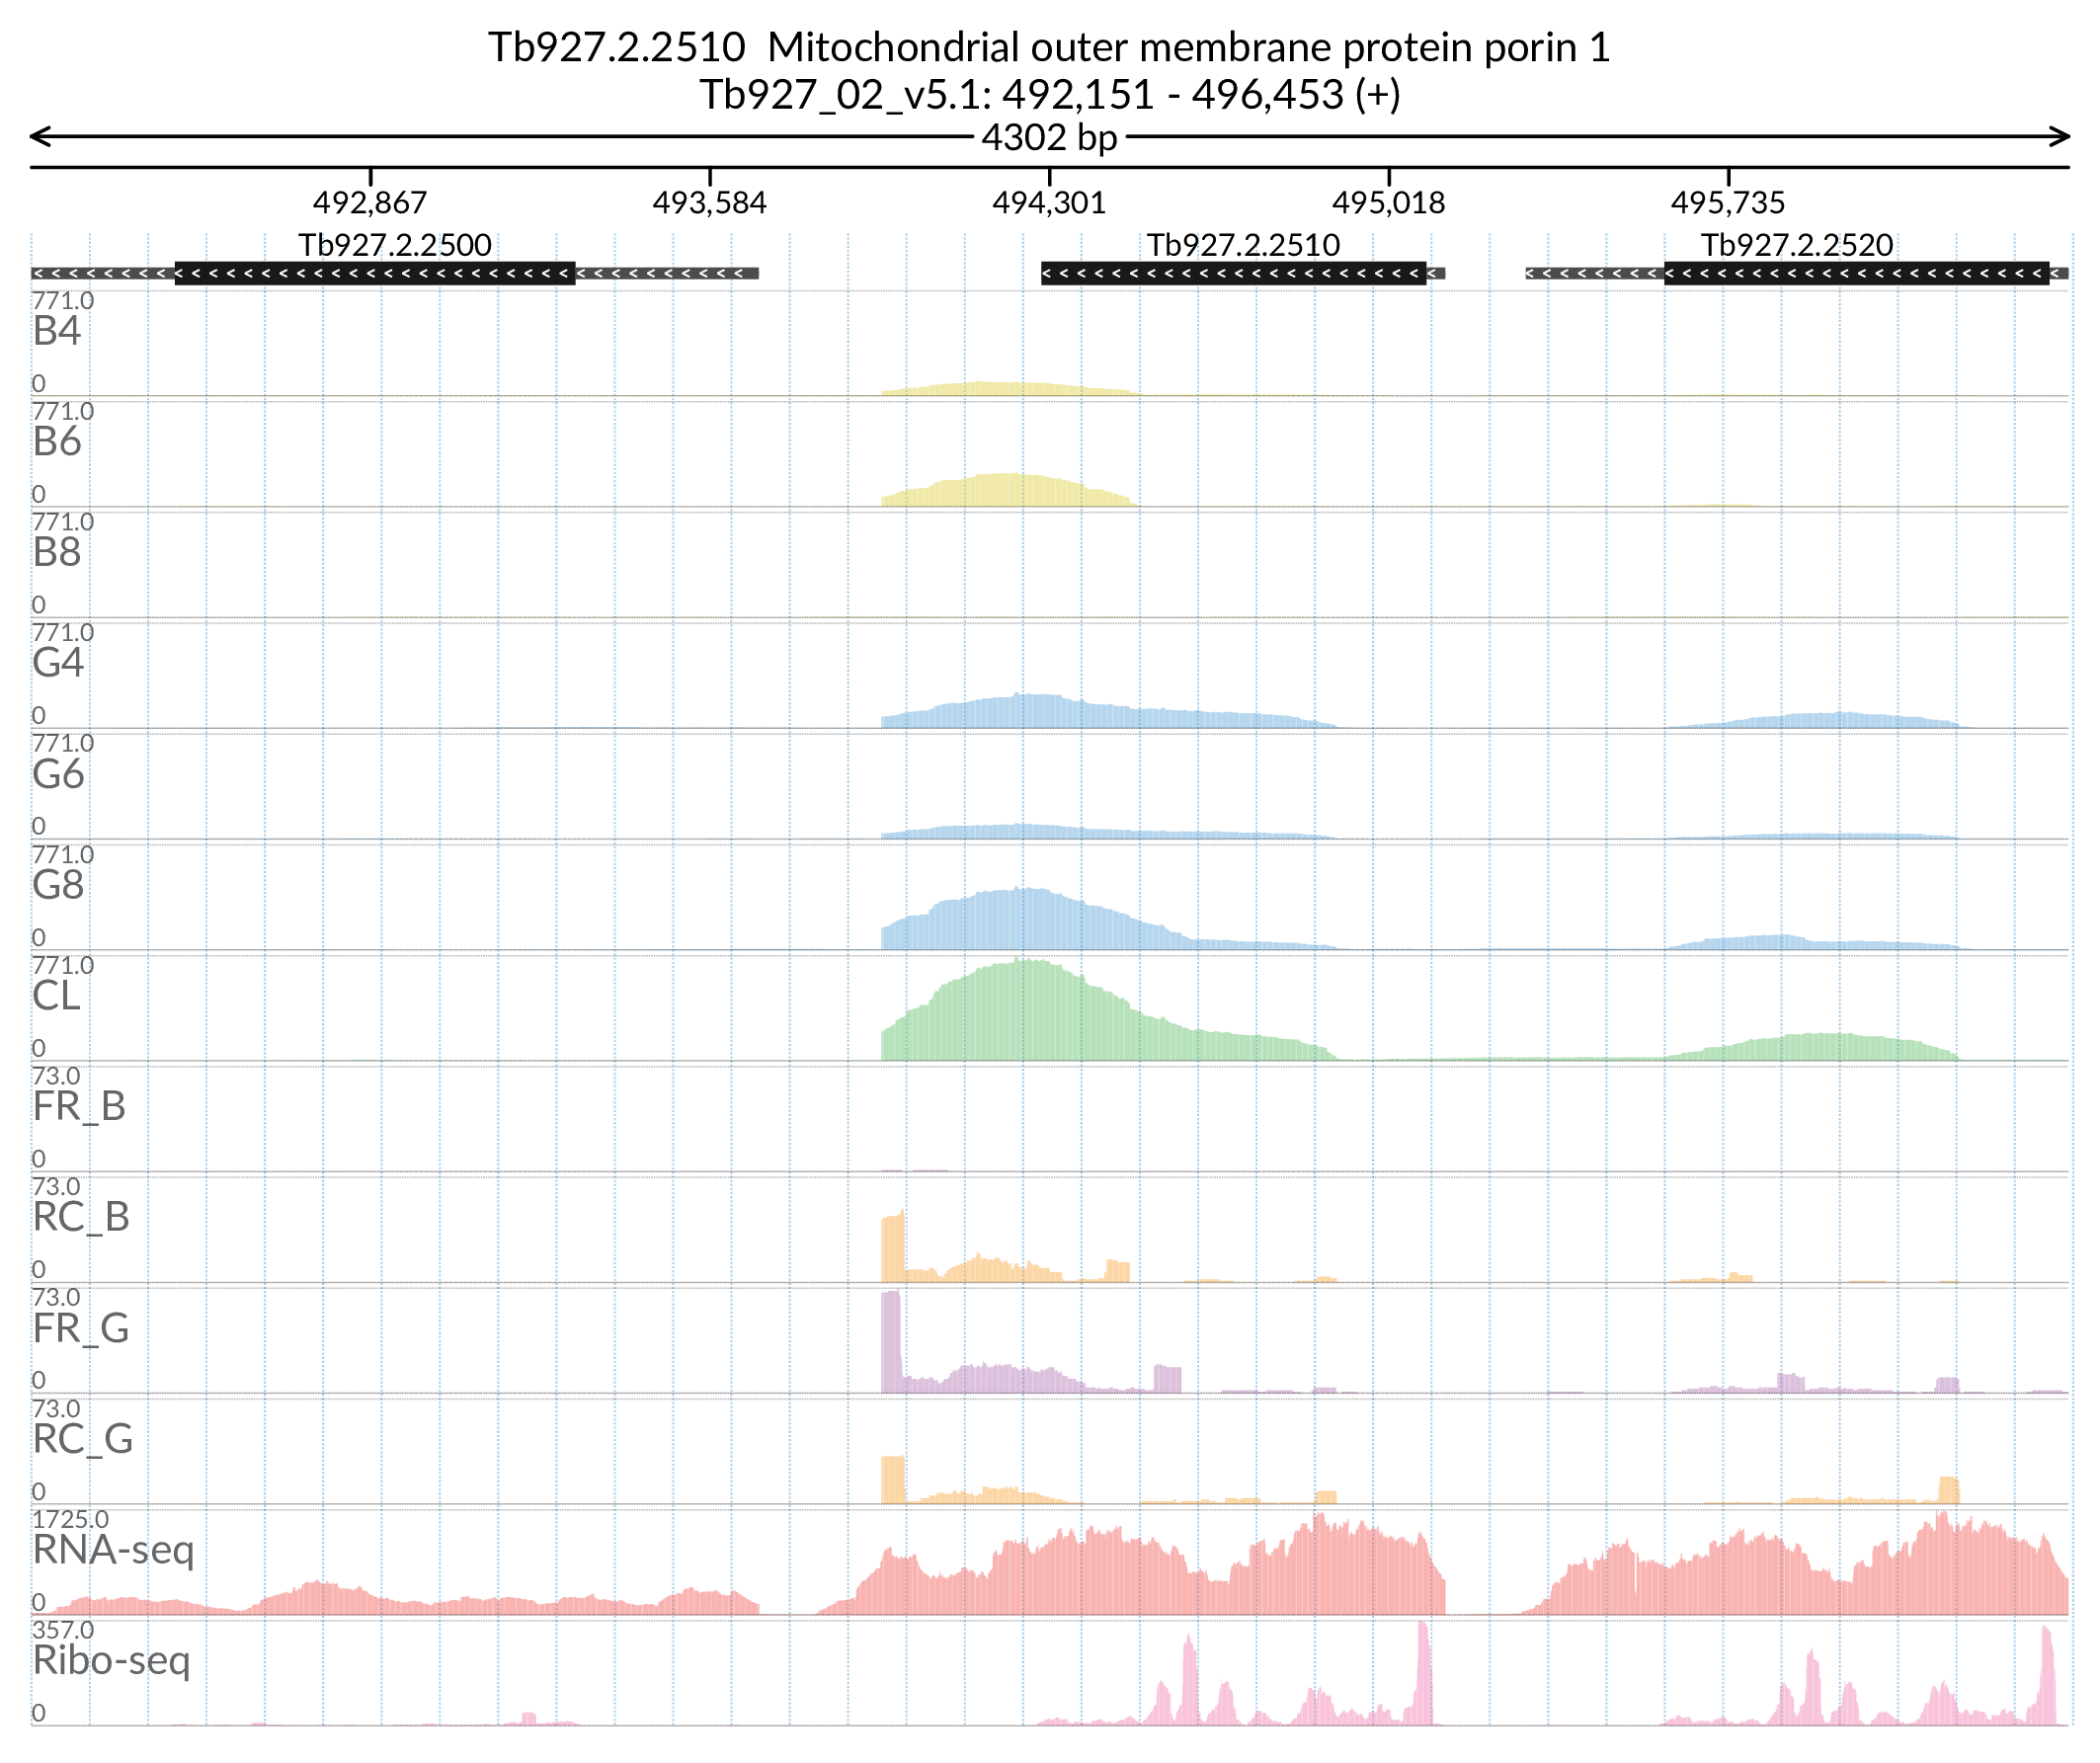 Tb927.2.2510  Mitochondrial outer membrane protein porin 1
Tb927_02_v5.1: 492,151 - 496,453 (+)
4302 bp
492,867 493,584 494,301 495,018 495,735
Tb927.2.2500 Tb927.2.2510 Tb927.2.2520
771.0
B4
0
771.0
B6
0
771.0
B8
0
771.0
G4
0
771.0
G6
0
771.0
G8
0
771.0
CL
0
73.0
FR_B
0
73.0
RC_B
0
73.0
FR_G
0
73.0
RC_G
0
1725.0
RNA-seq
0
357.0
Ribo-seq
0